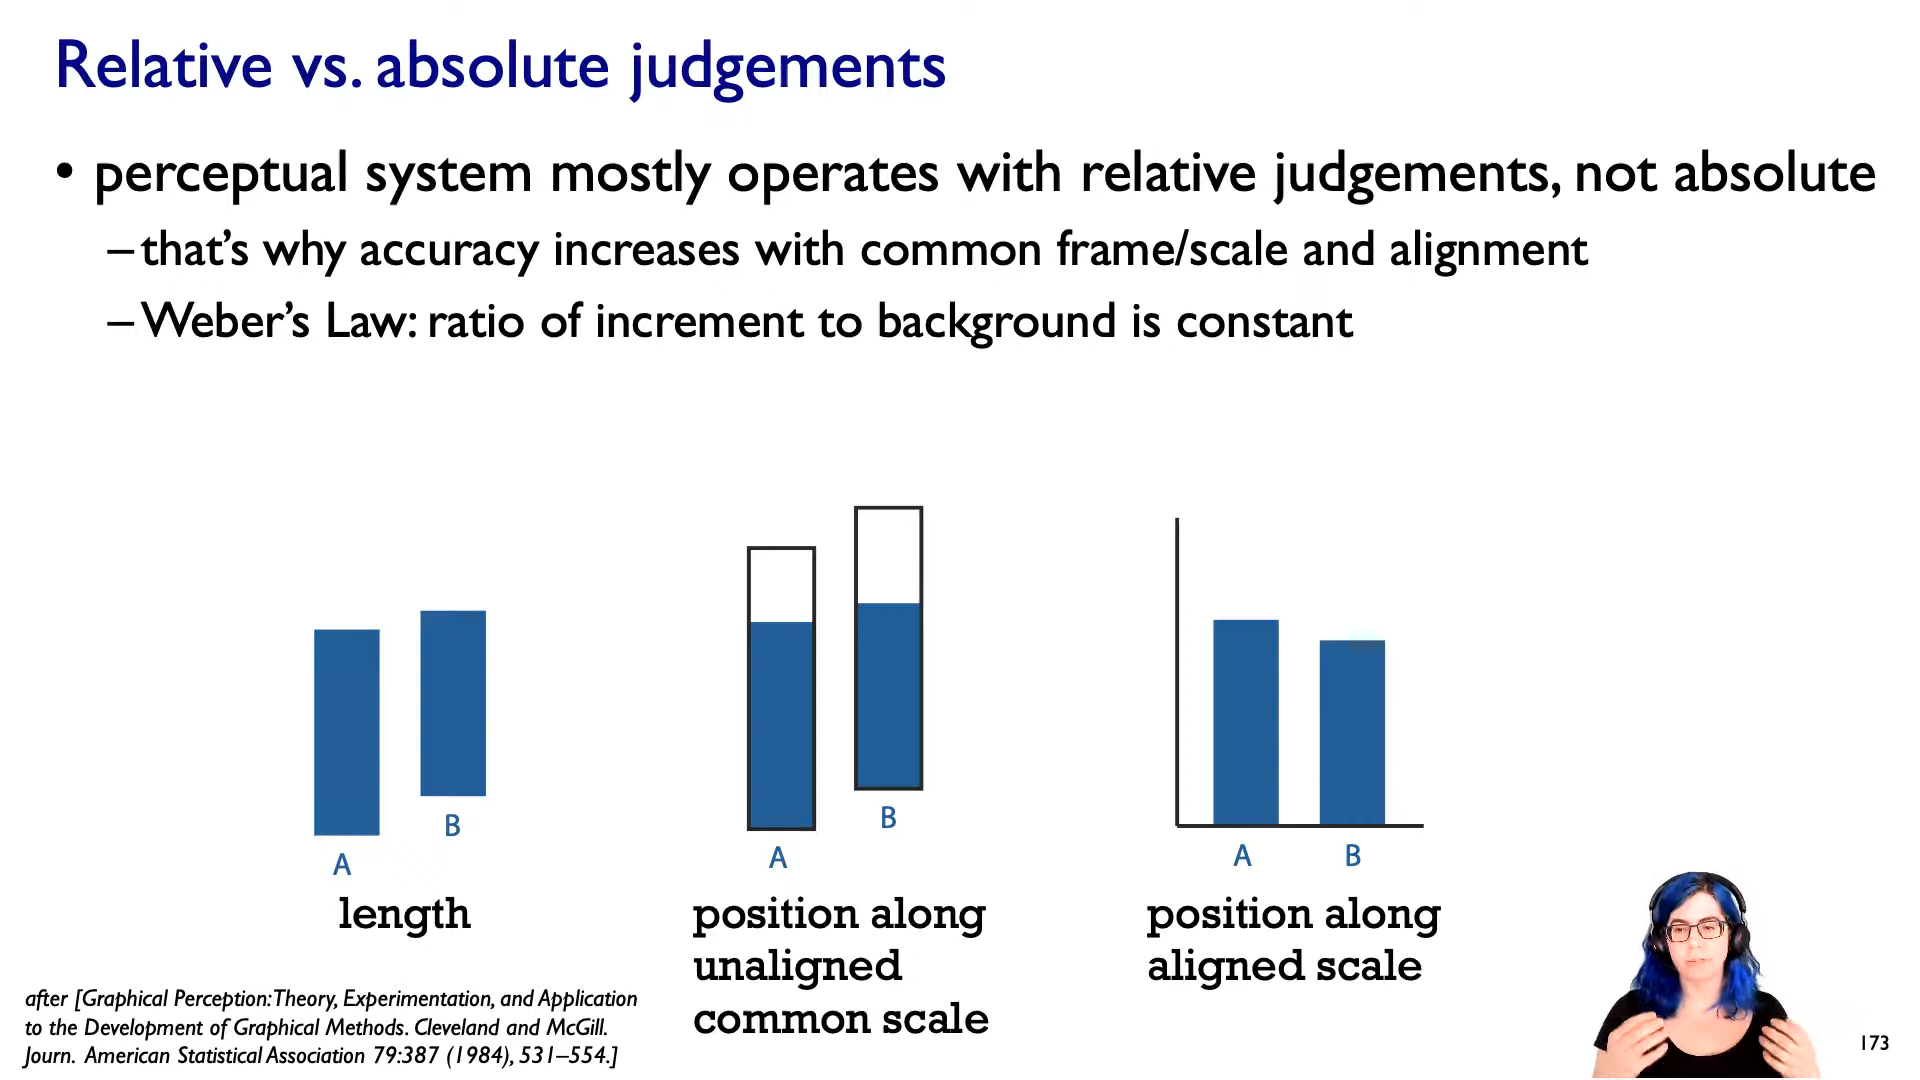 Relative vs. absolute judgements
• perceptual system mostly operates with relative judgements, not absolute
– that’s why accuracy increases with common frame/scale and alignment
– Weber’s Law: ratio of increment to background is constant
A
B
length
A
B
position along
unaligned
common scale
A
B
position along
aligned scale
after [Graphical Perception: Theory, Experimentation, and Application
to the Development of Graphical Methods. Cleveland and McGill.
Journ. American Statistical Association 79:387 (1984), 531–554.]
173